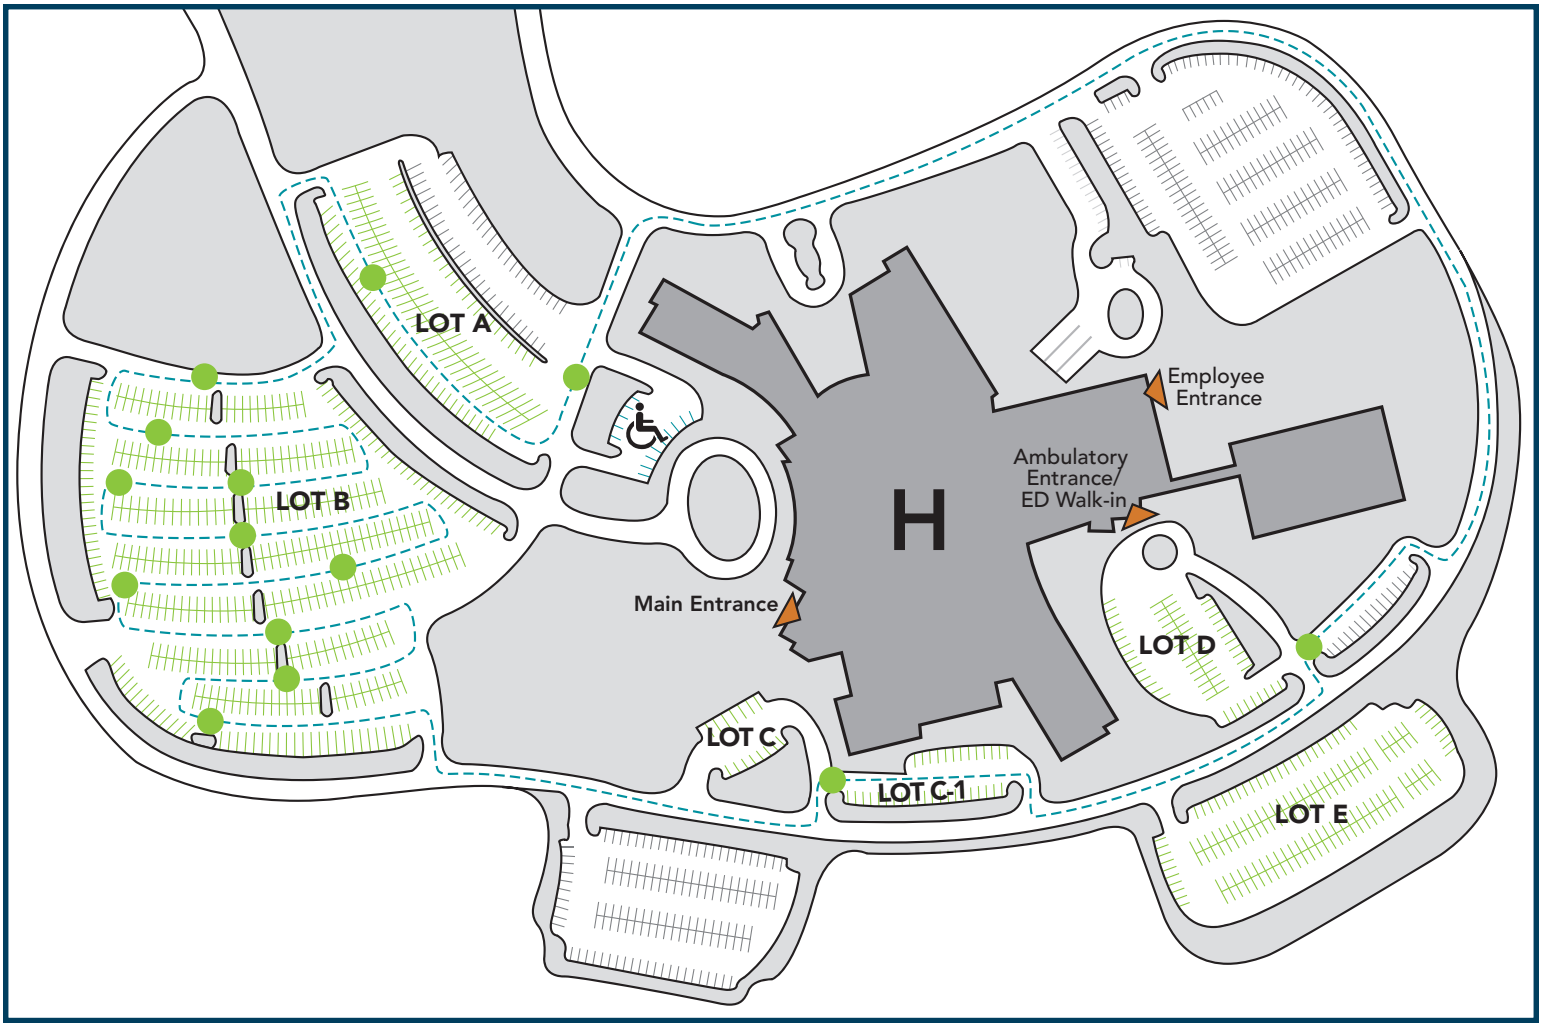 LOT A
Employee
Entrance
Ambulatory
Entrance/
ED Walk-in
LOT B
H
Main Entrance
LOT D
LOT C
LOT C-1
LOT E